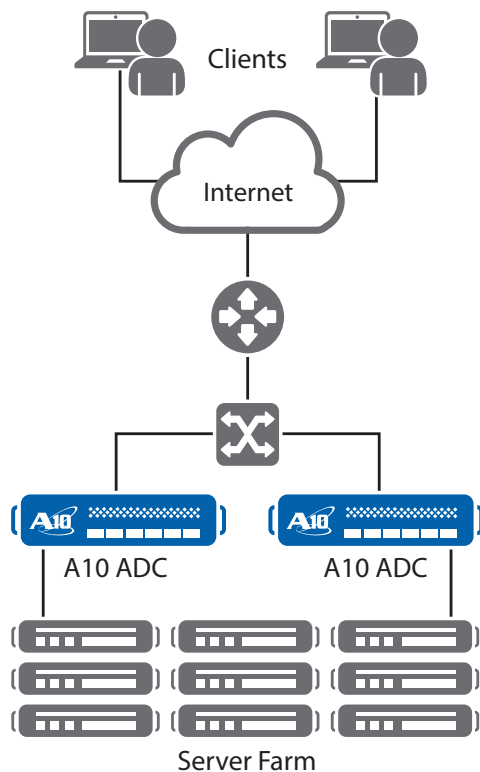 Clients
Internet
A10
A10
A10 ADC
A10 ADC
Server Farm